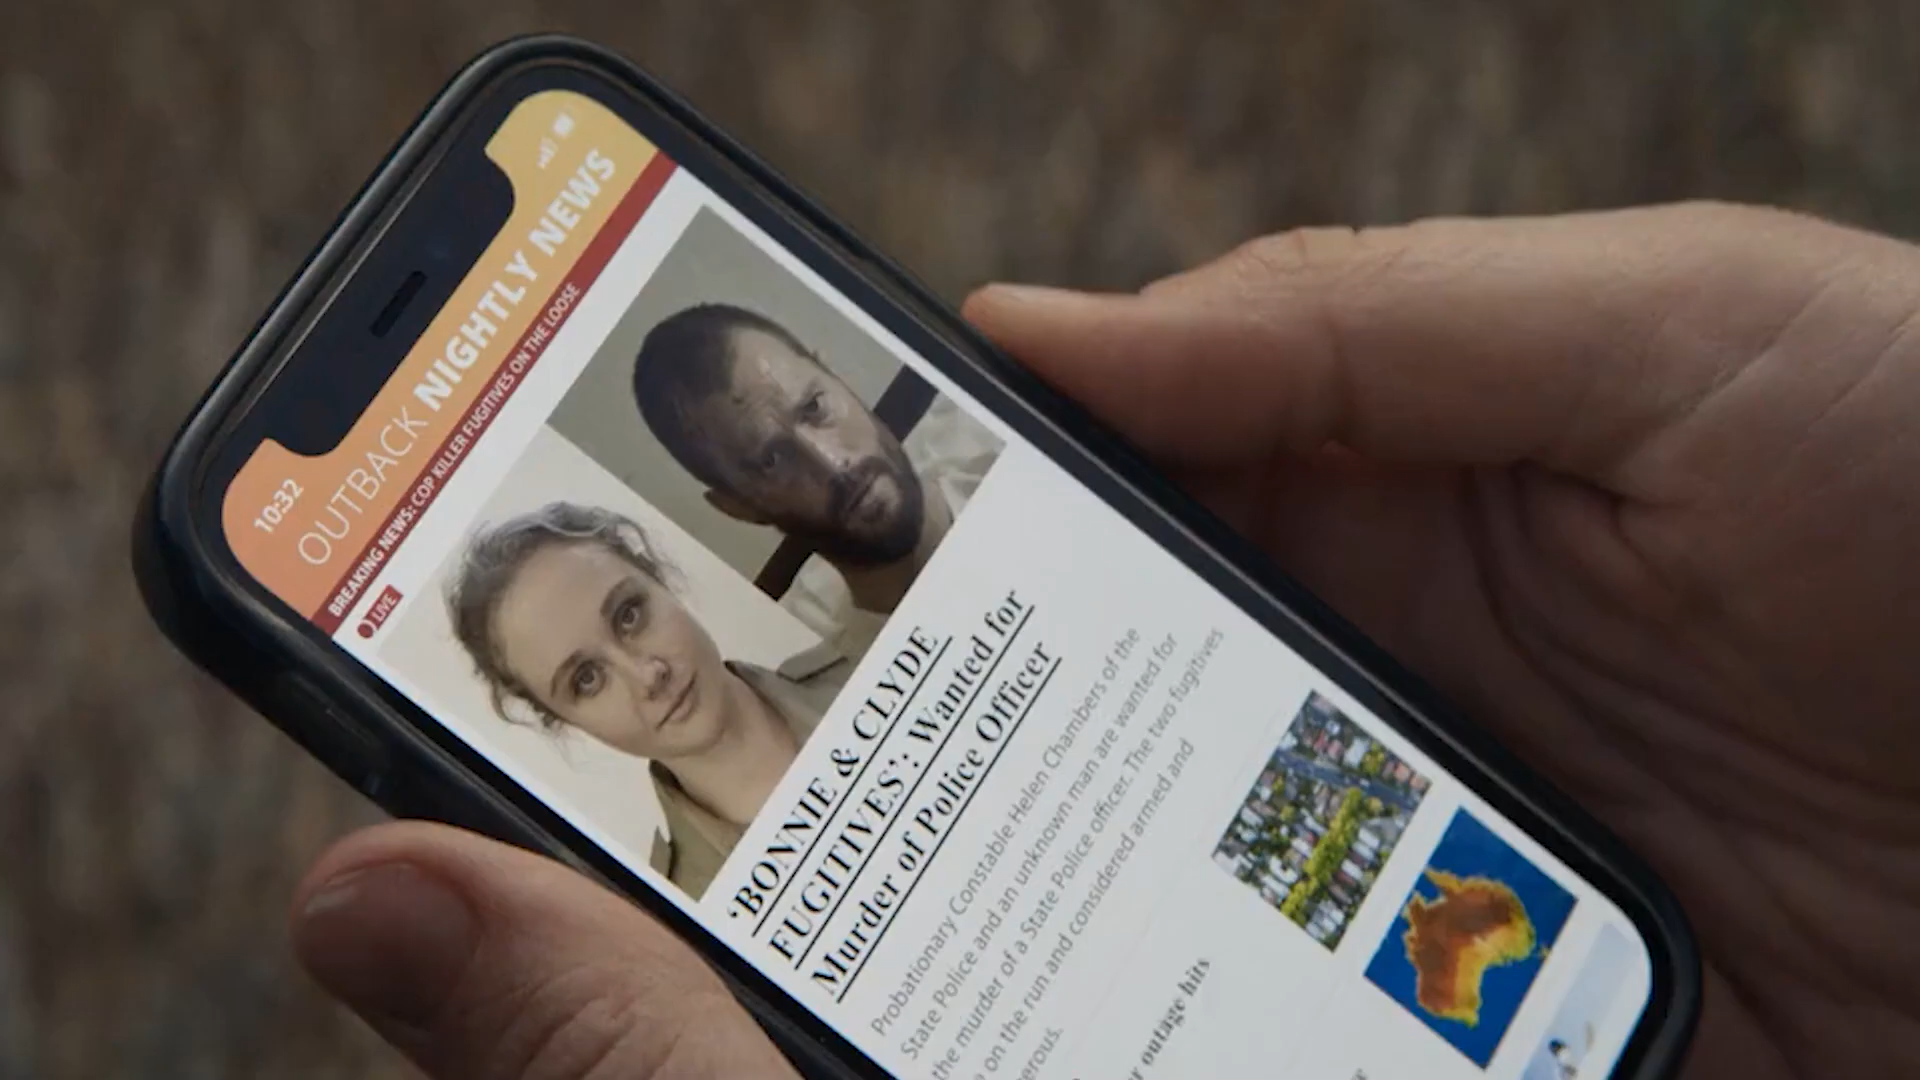 10:32
OUTBACK NIGHTLY NEWS
BREAKING NEWS: COP KILLER FUGITIVES ON THE LOOSE
LIVE
‘BONNIE & CLYDE
FUGITIVES’: Wanted for
Murder of Police Officer
Probationary Constable Helen Chambers of the
State Police and an unknown man are wanted for
the murder of a State Police officer. The two fugitives
on the run and considered armed and
outage hits